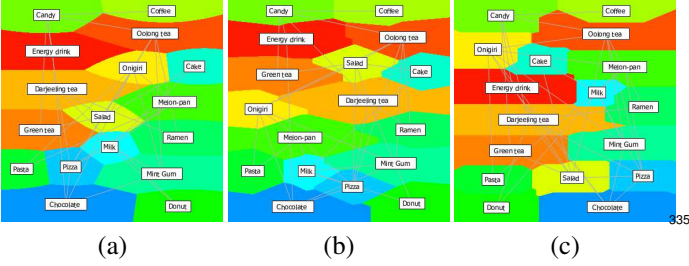 Candy Coffee
Oolong tea
Energy drink
Onigiri Cake
Darjeeling tea
Melon-pan
Salad
Green tea Ramen
Milk
Pasta Pizza Mint Gum
Chocolate Donut
(a)
Candy Coffee
Energy drink Oolong tea
Salad
Green tea Cake
Darjeeling tea
Onigiri
Melon-pan Ramen
Mint Gum
Pasta Milk
Pizza
Chocolate Donut
(b)
Candy Coffee
Oolong tea
Onigiri
Cake Melon-pan
Energy drink Milk
Ramen
Darjeeling tea
Green tea Mint Gum
Pasta Salad Pizza
Donut Chocolate
(c)
335